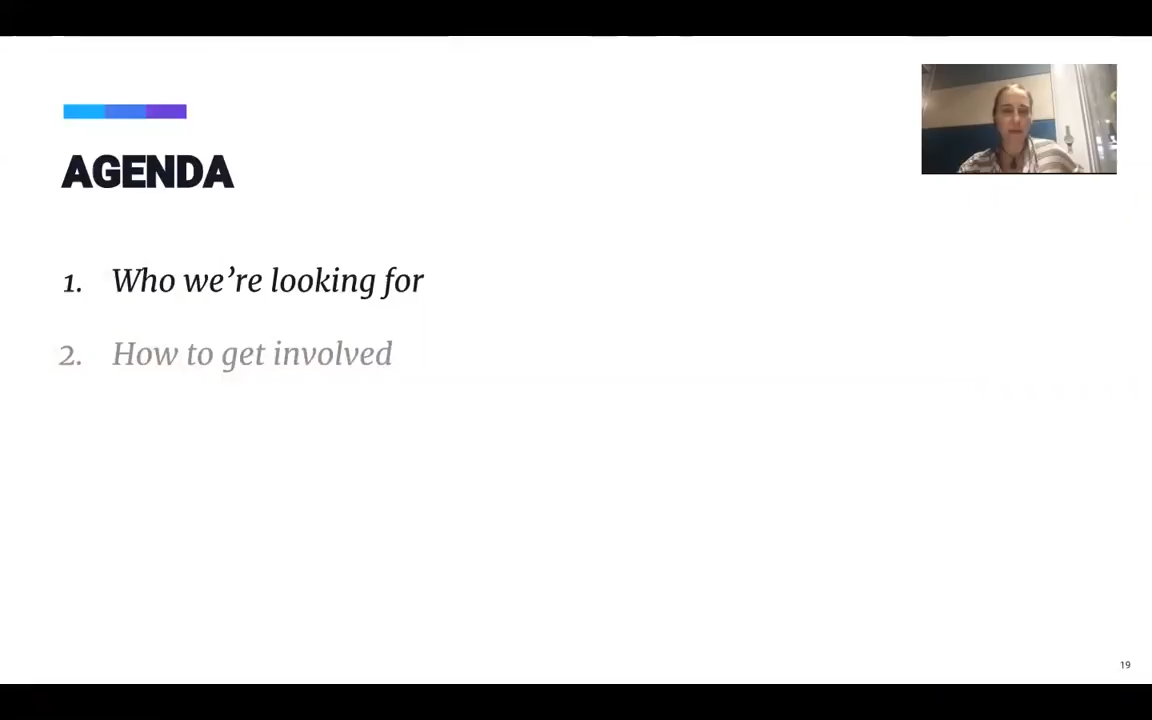 AGENDA
1. Who we’re looking for
2. How to get involved
19